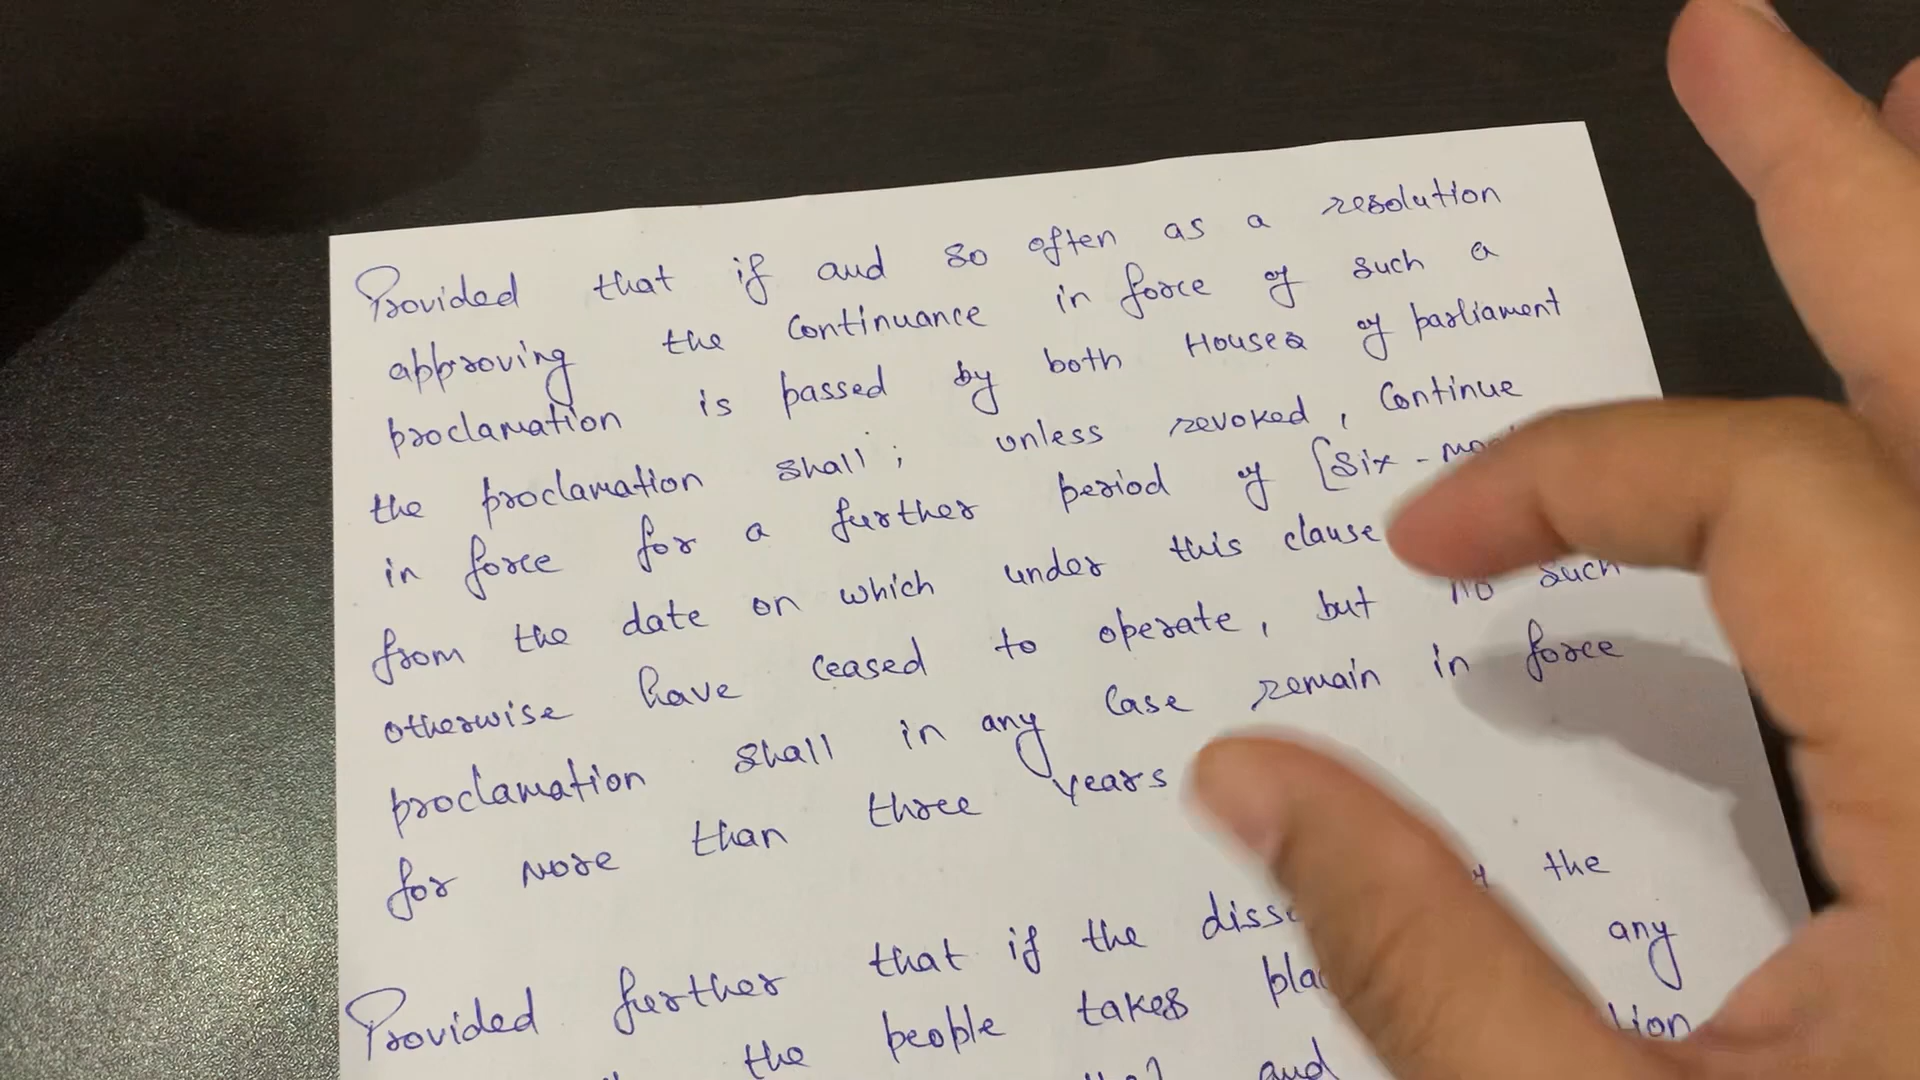 Provided that if and so often as a resolution
approving the continuance in force of such a
proclamation is passed by both Houses of parliament
the proclamation shall; unless revoked, continue
in force for a further period of [six-
from the date on which under this clause
otherwise have ceased to operate, but no such
proclamation shall in any case remain in force
for more than three years
Provided further that if the the
the people takes any
and